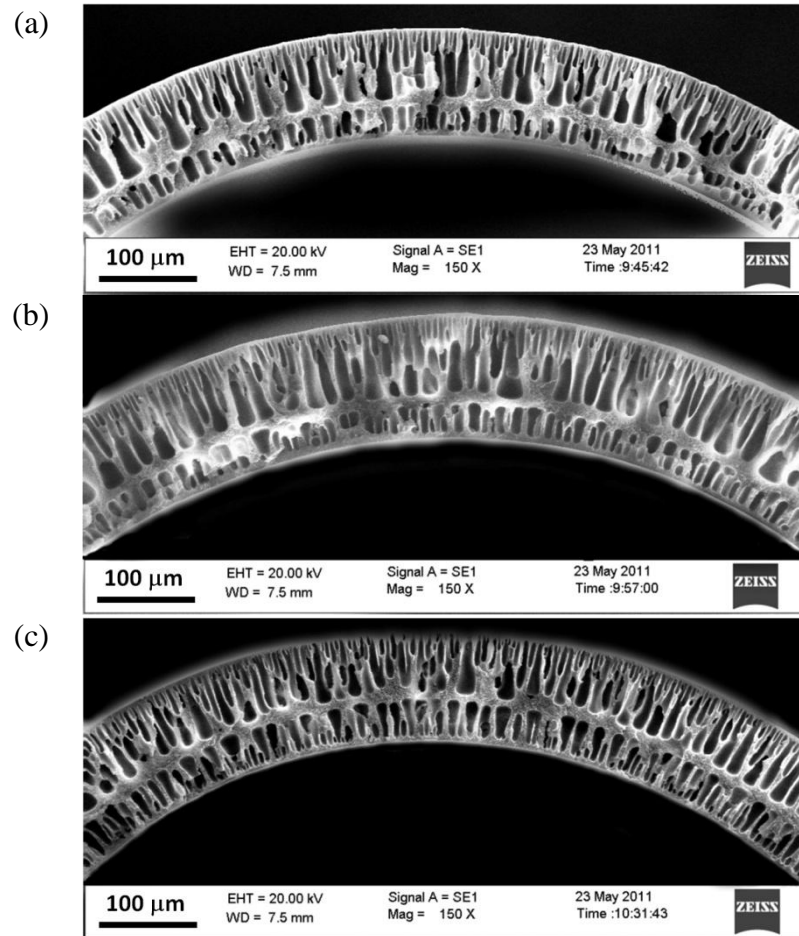 (a)
100 µm EHT = 20.00 kV Signal A = SE1 23 May 2011 ZEISS
WD = 7.5 mm Mag = 150 X Time :9:45:42
(b)
100 µm EHT = 20.00 kV Signal A = SE1 23 May 2011 ZEISS
WD = 7.5 mm Mag = 150 X Time :9:57:00
(c)
100 µm EHT = 20.00 kV Signal A = SE1 23 May 2011 ZEISS
WD = 7.5 mm Mag = 150 X Time :10:31:43